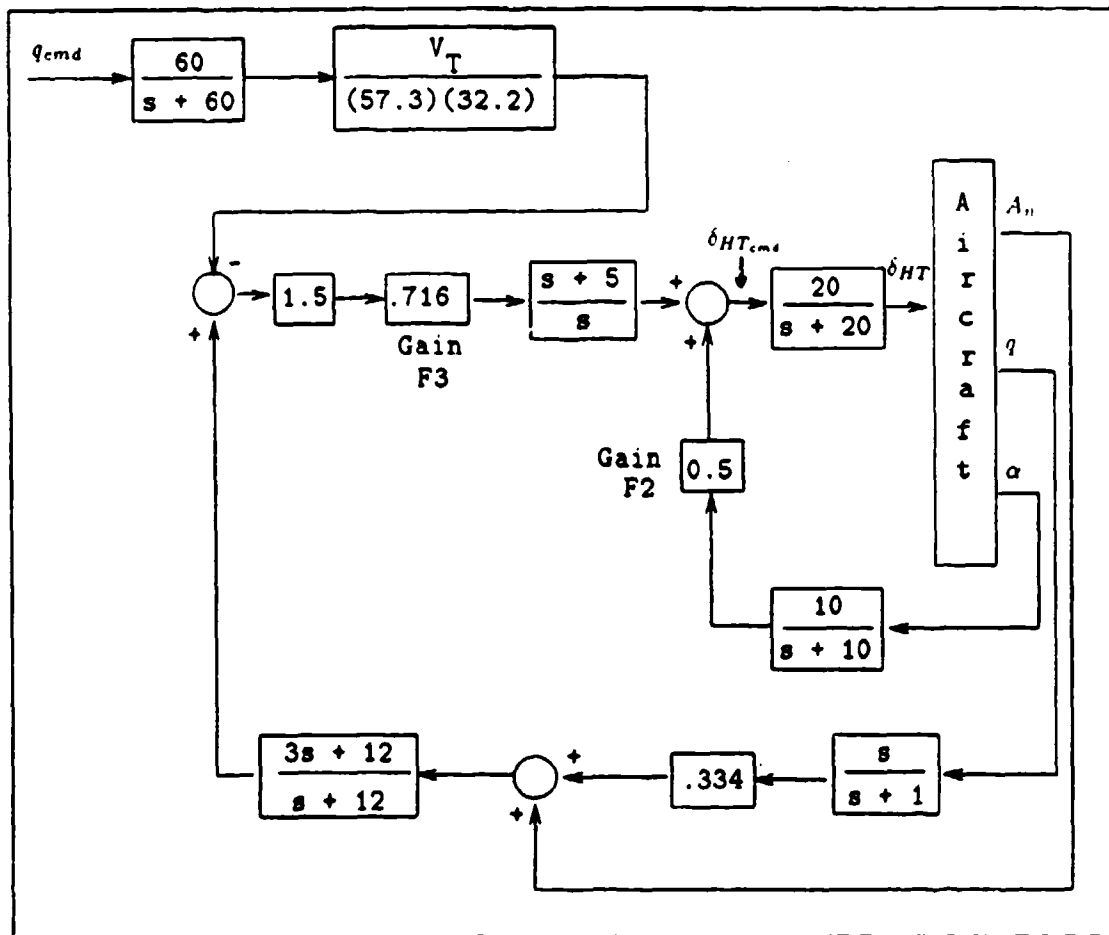 q_cmd
60
s + 60
V_T
(57.3)(32.2)
-
+
1.5
.716
Gain
F3
s + 5
s
+
+
δ_HT_cmd
20
s + 20
δ_HT
Aircraft
A_n
q
α
Gain
F2
0.5
10
s + 10
3s + 12
s + 12
+
+
.334
s
s + 1